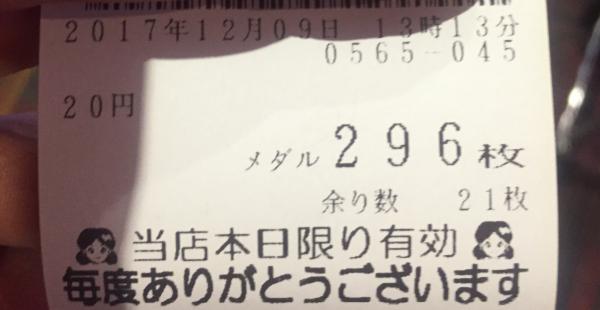 2017年12月09日 13時13分
0565-045
20円
メダル 296枚
余り数 21枚
当店本日限り有効
毎度ありがとうございます